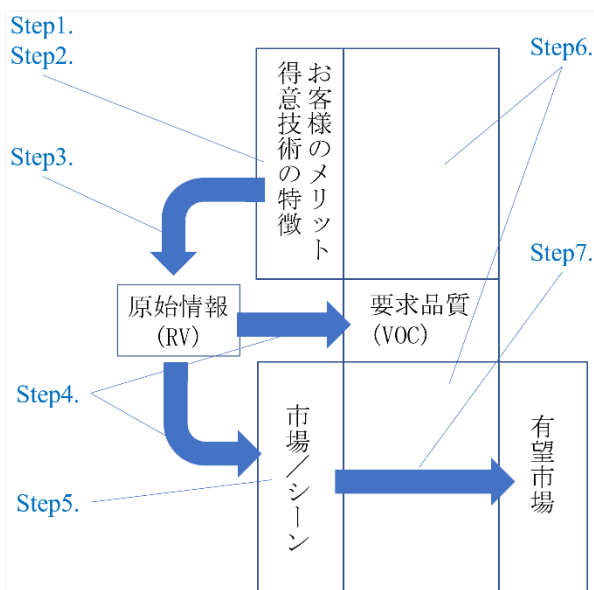 Step1.
Step2.
Step3.
お客様のメリット
得意技術の特徴
Step6.
Step7.
原始情報
(RV)
要求品質
(VOC)
Step4.
Step5.
市場／シーン
有望市場